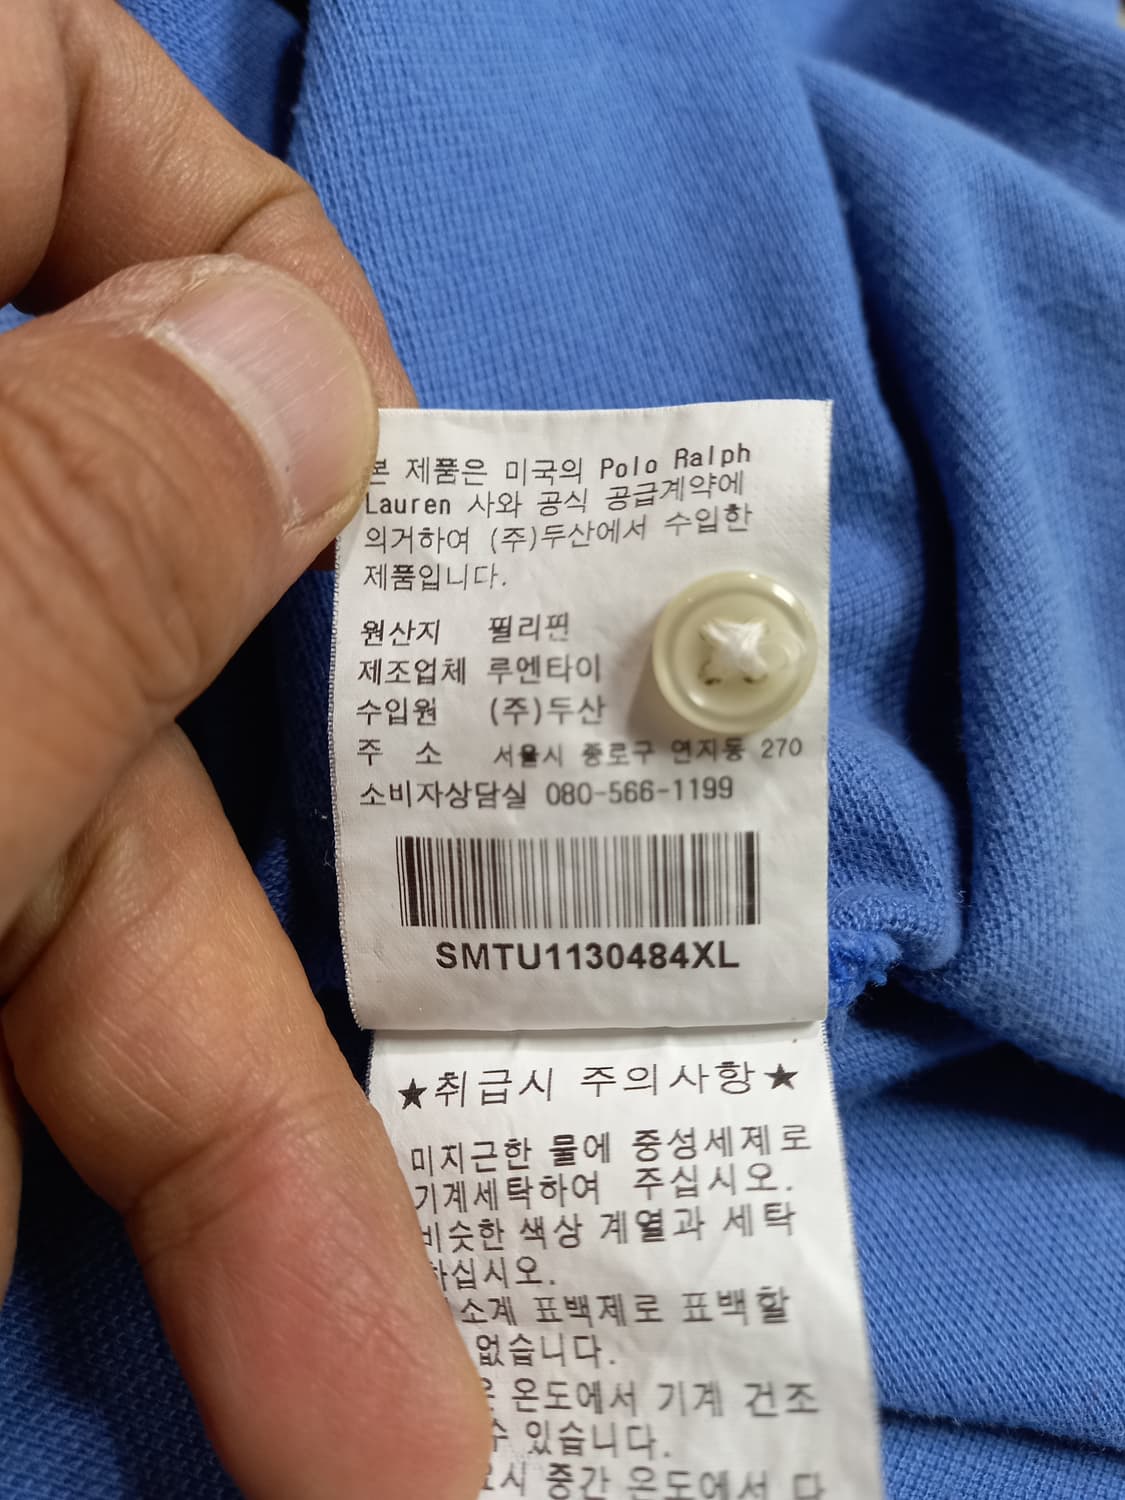 본 제품은 미국의 Polo Ralph
Lauren 사와 공식 공급계약에
의거하여 (주)두산에서 수입한
제품입니다.
원산지 필리핀
제조업체 루엔타이
수입원 (주)두산
주 소 서울시 종로구 연지동 270
소비자상담실 080-566-1199
SMTU1130484XL
★취급시 주의사항★
미지근한 물에 중성세제로
기계세탁하여 주십시오.
비슷한 색상 계열과 세탁
하십시오.
소계 표백제로 표백할
없습니다.
온도에서 기계 건조
수 있습니다.
중간 온도에서 다